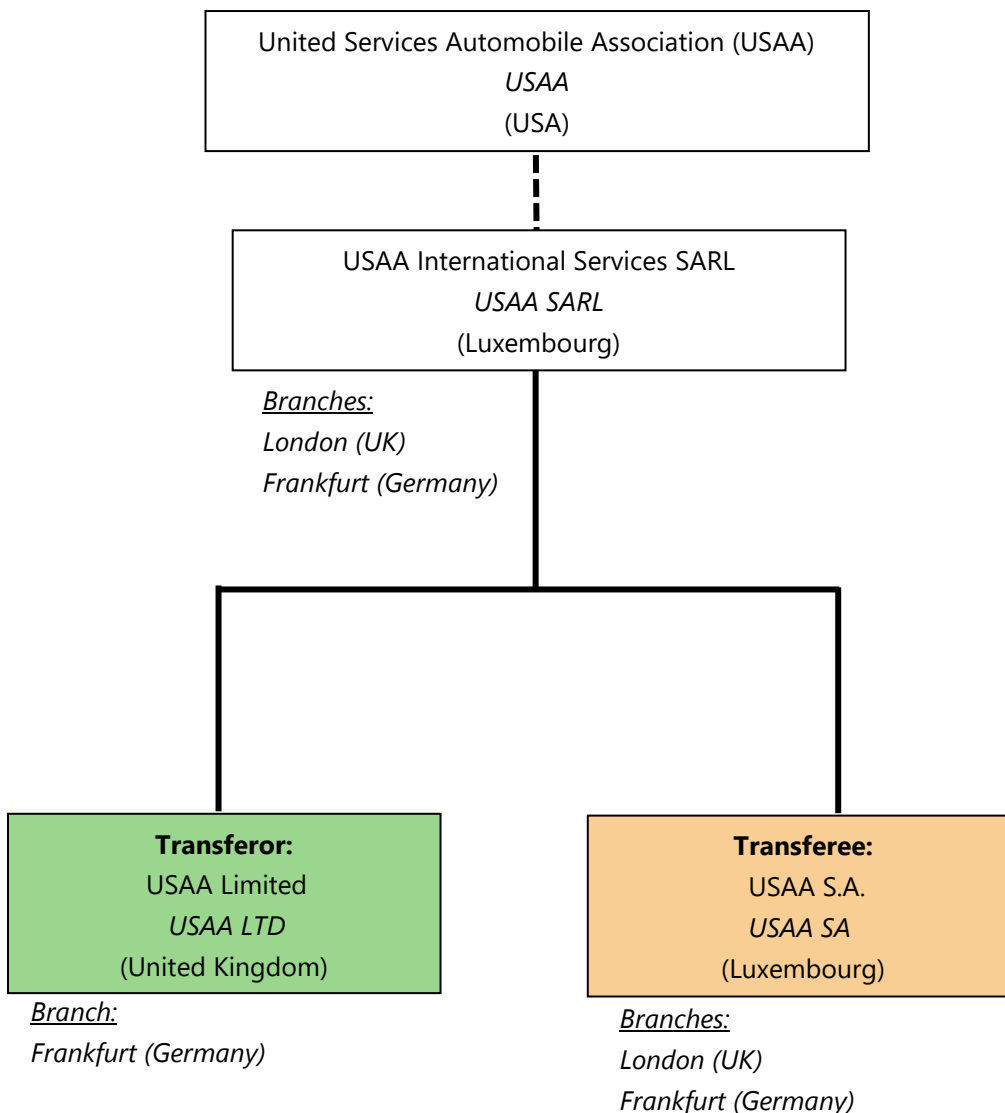 United Services Automobile Association (USAA)
USAA
(USA)
USAA International Services SARL
USAA SARL
(Luxembourg)
Branches:
London (UK)
Frankfurt (Germany)
Transferor:
USAA Limited
USAA LTD
(United Kingdom)
Branch:
Frankfurt (Germany)
Transferee:
USAA S.A.
USAA SA
(Luxembourg)
Branches:
London (UK)
Frankfurt (Germany)